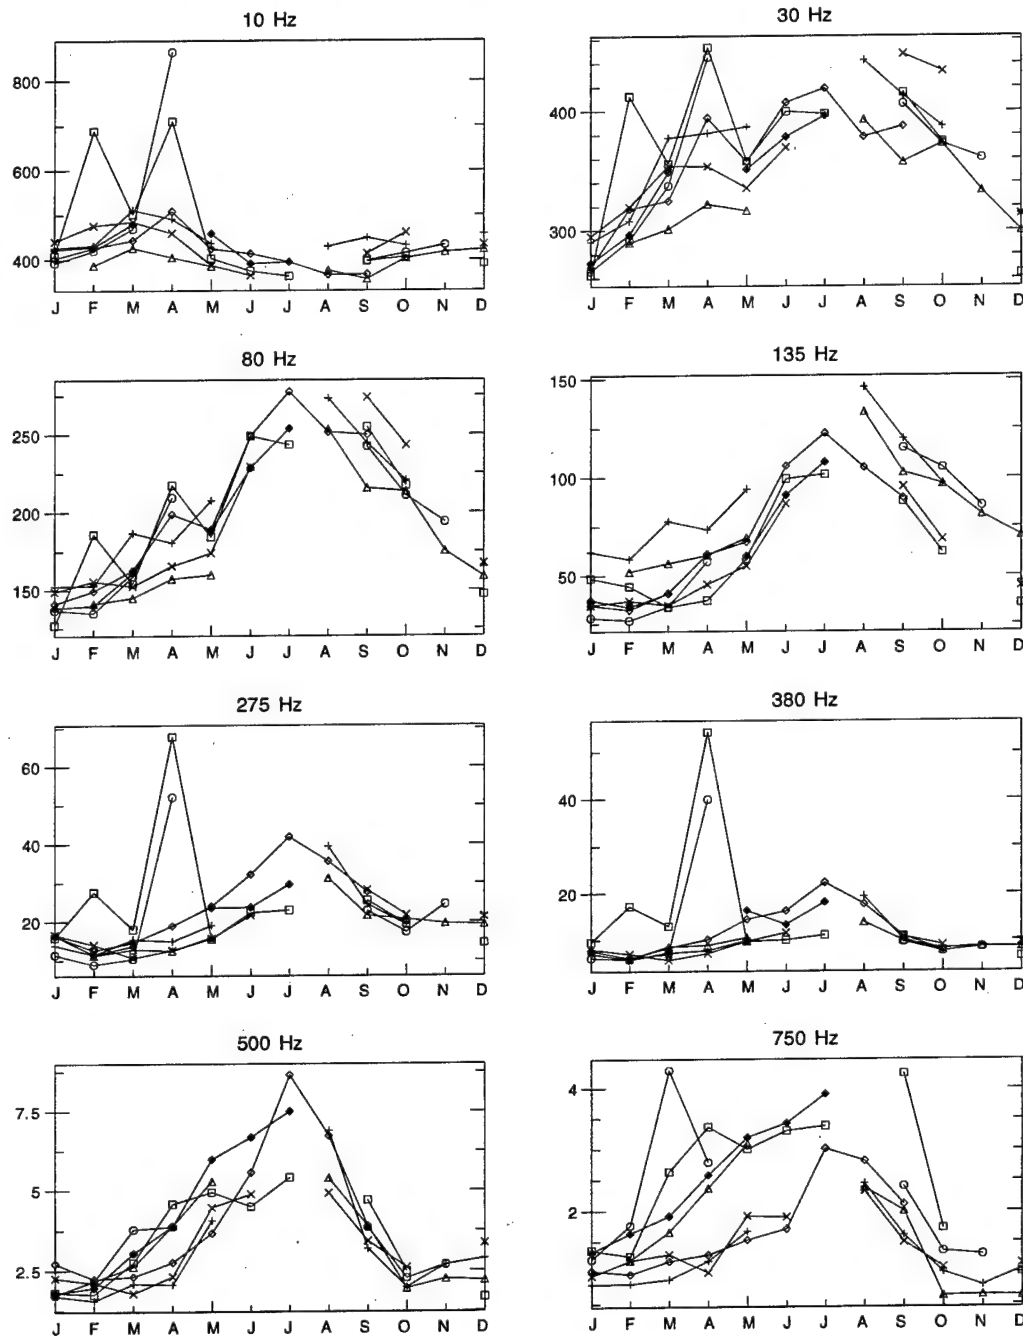 10 Hz
800
600
400
J F M A M J J A S O N D
30 Hz
400
300
J F M A M J J A S O N D
80 Hz
250
200
150
J F M A M J J A S O N D
135 Hz
150
100
50
J F M A M J J A S O N D
275 Hz
60
40
20
J F M A M J J A S O N D
380 Hz
40
20
J F M A M J J A S O N D
500 Hz
7.5
5
2.5
J F M A M J J A S O N D
750 Hz
4
2
J F M A M J J A S O N D